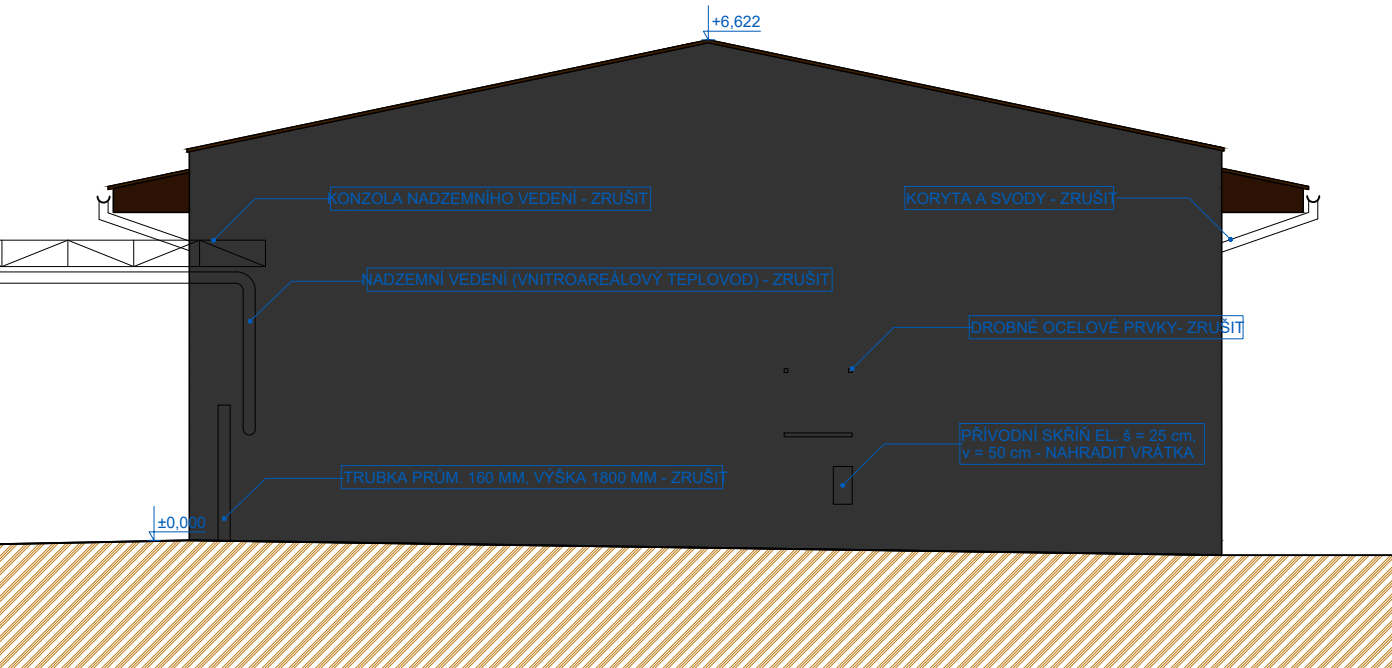 +6,622
KONZOLA NADZEMNÍHO VEDENÍ - ZRUŠIT
KORYTA A SVODY - ZRUŠIT
NADZEMNÍ VEDENÍ (VNITROAREÁLOVÝ TEPLOVOD) - ZRUŠIT
DROBNÉ OCELOVÉ PRVKY- ZRUŠIT
PŘÍVODNÍ SKŘÍŇ EL. š = 25 cm,
v = 50 cm - NAHRADIT VRÁTKA
TRUBKA PRŮM. 160 MM, VÝŠKA 1800 MM - ZRUŠIT
±0,000